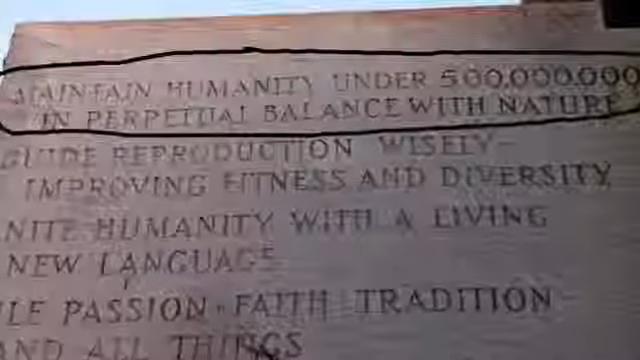 MAINTAIN HUMANITY UNDER 500,000,000
IN PERPETUAL BALANCE WITH NATURE
GUIDE REPRODUCTION WISELY -
IMPROVING FITNESS AND DIVERSITY
NITE HUMANITY WITH A LIVING
NEW LANGUAGE
LE PASSION - FAITH - TRADITION
AND ALL THINGS